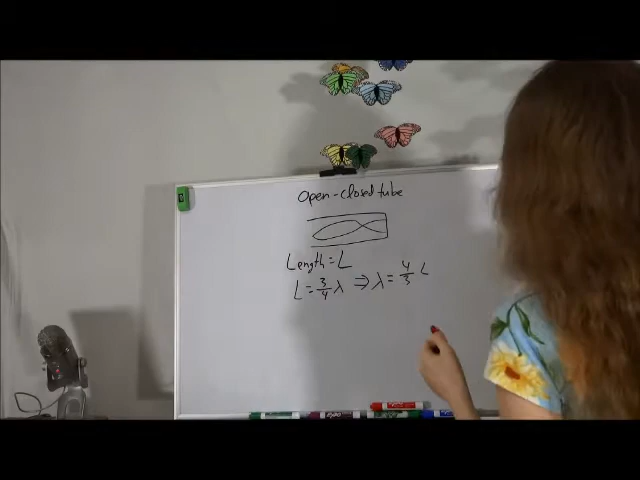 Open-closed tube
Length = L
L = 3/4 λ ⇒ λ = 4/3 L